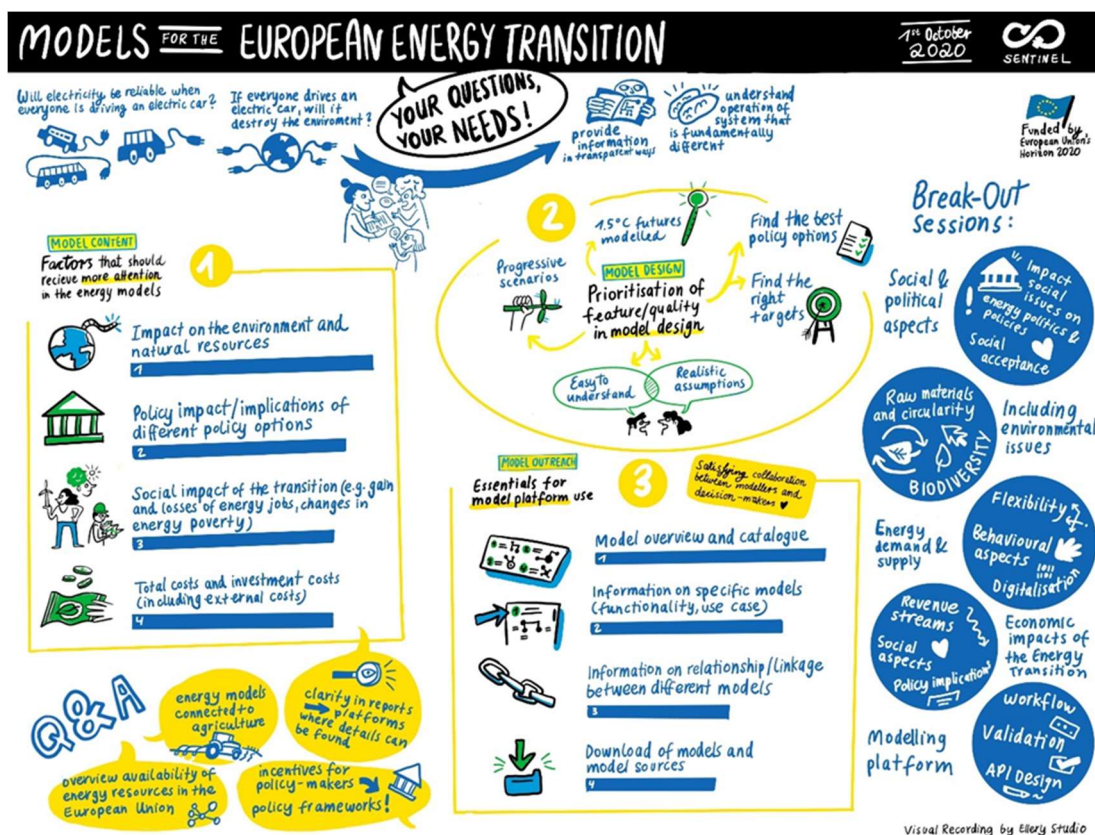 MODELS FOR THE EUROPEAN ENERGY TRANSITION
1st October
2020
SENTINEL
Will electricity be reliable when
everyone is driving an electric car?
If everyone drives an
electric car, will it
destroy the enviroment?
YOUR QUESTIONS,
YOUR NEEDS!
provide
information
in transparent ways
understand
operation of
system that
is fundamentally
different
Funded by
European Union's
Horizon 2020
MODEL CONTENT
Factors that should
recieve more attention
in the energy models
1
Impact on the environment and
natural resources
1
Policy impact/implications of
different policy options
2
Social impact of the transition (e.g. gain
and losses of energy jobs, changes in
energy poverty)
3
Total costs and investment costs
(including external costs)
4
2
1.5°C futures
modelled
Progressive
scenarios
MODEL DESIGN
Prioritisation of
feature/quality
in model design
Find the best
policy options
Find the
right
targets
Easy to
understand
Realistic
assumptions
MODEL OUTREACH
Essentials for
model platform use
3
Satisfying collaboration
between modellers and
decision-makers
Model overview and catalogue
1
Information on specific models
(functionality, use case)
2
Information on relationship/linkage
between different models
3
Download of models and
model sources
4
Q&A
energy models
connected to
agriculture
clarity in reports
platforms
where details can
be found
overview availability of
energy resources in the
European Union
incentives for
policy-makers
policy frameworks!
Break-Out
Sessions:
Social &
political
aspects
Impact
social
issues on
energy politics &
policies
Social
acceptance
Raw materials
and circularity
BIODIVERSITY
Including
environmental
issues
Energy
demand &
supply
Flexibility
Behavioural
aspects
Digitalisation
Revenue
streams
Social
aspects
Policy implications
Economic
impacts of
the Energy
Transition
Modelling
platform
Workflow
Validation
API Design
Visual Recording by Ellery Studio